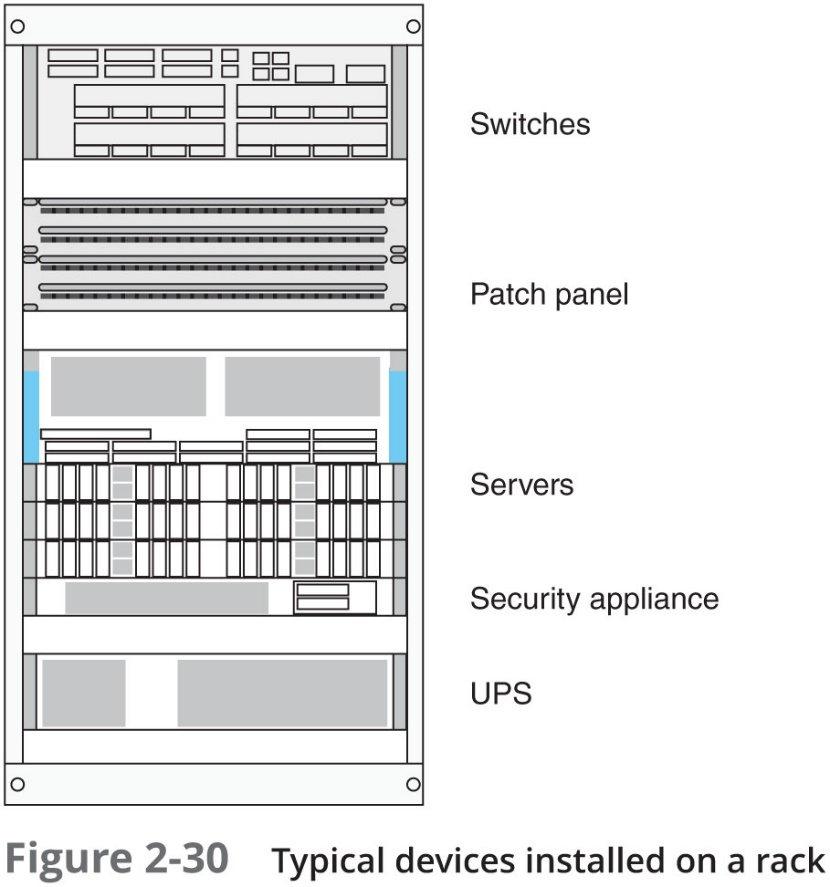 Switches
Patch panel
Servers
Security appliance
UPS
Figure 2-30 Typical devices installed on a rack